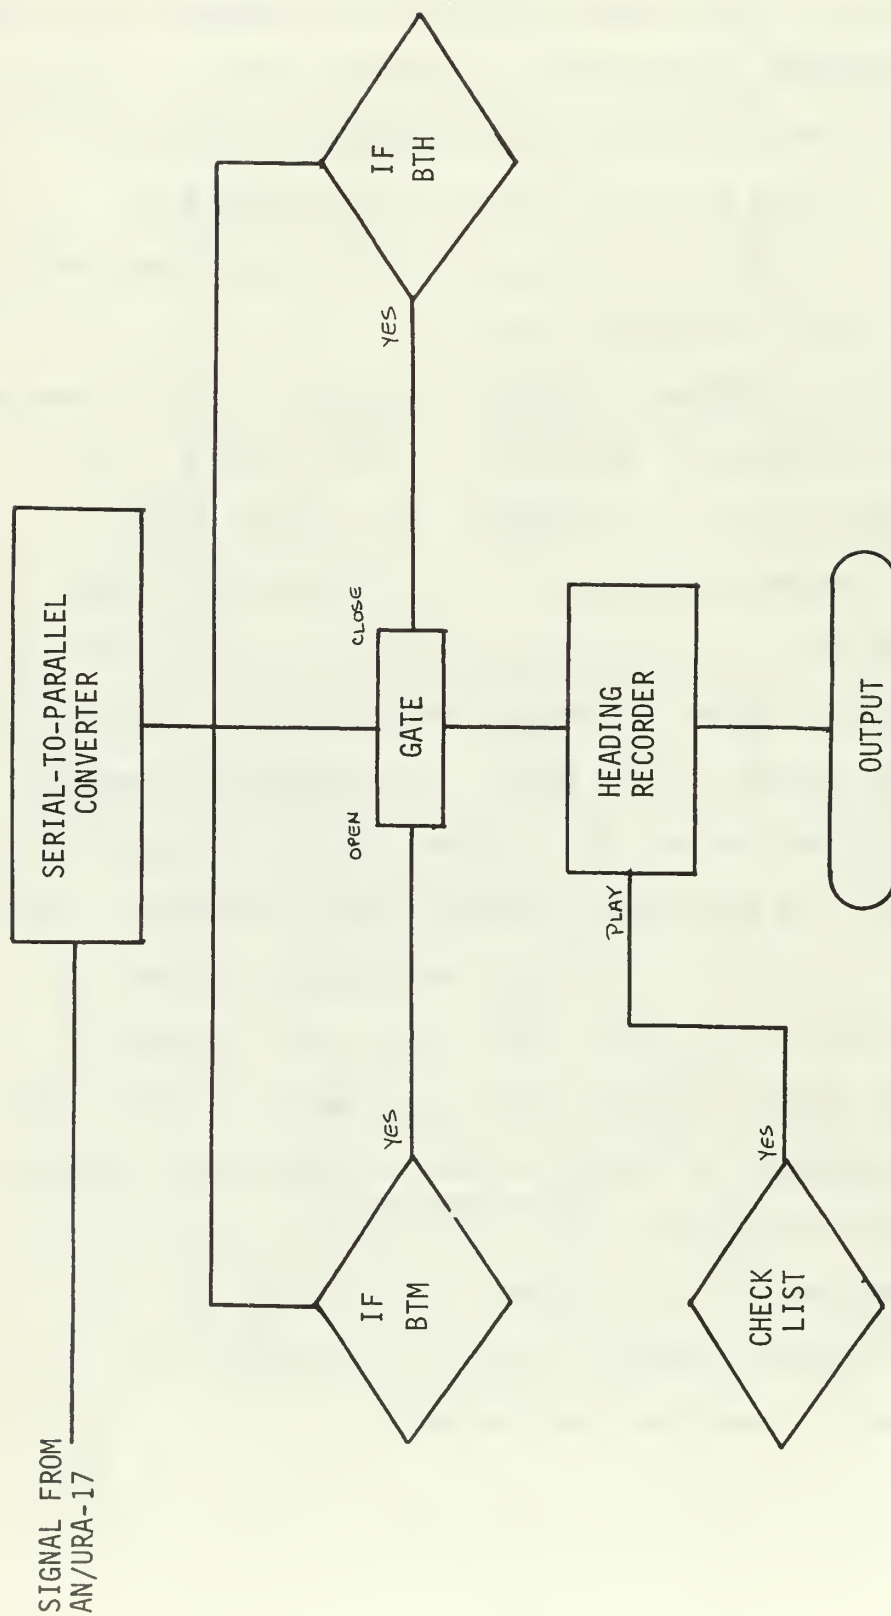 SIGNAL FROM
AN/URA-17
SERIAL-TO-PARALLEL
CONVERTER
IF
BTM
YES
OPEN
GATE
CLOSE
YES
IF
BTH
CHECK
LIST
YES
PLAY
HEADING
RECORDER
OUTPUT